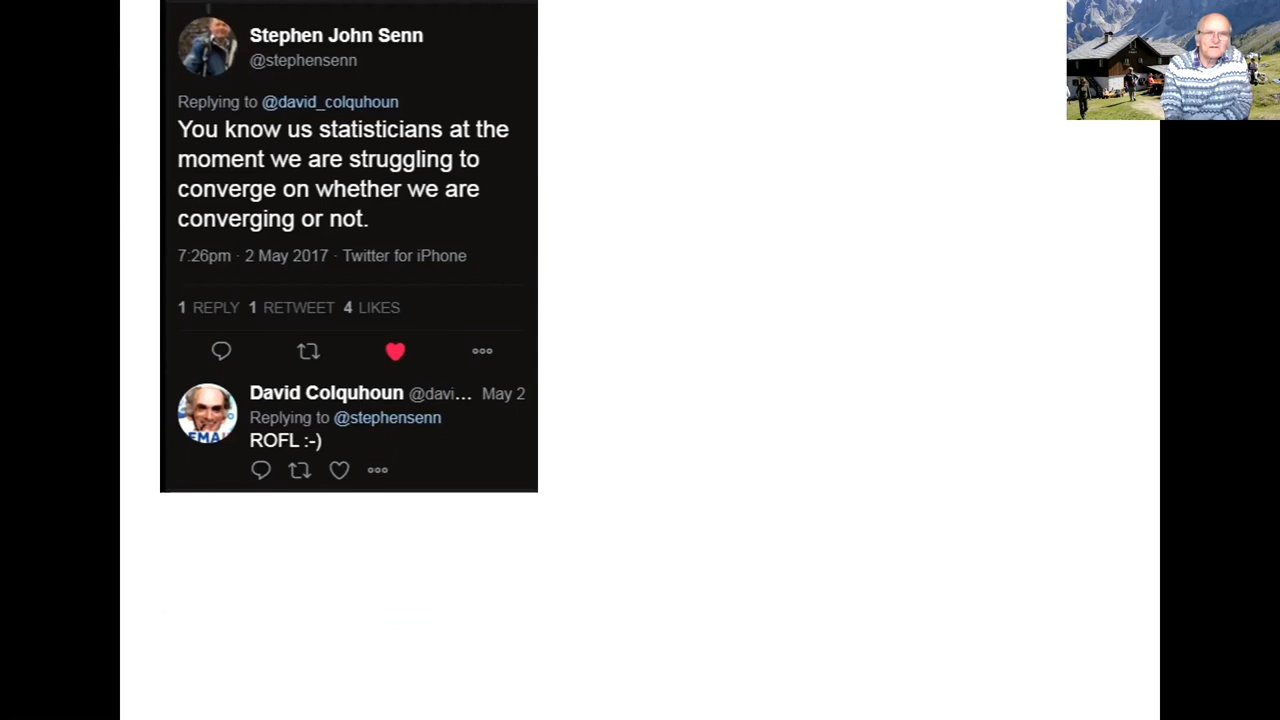 Stephen John Senn
@stephensenn
Replying to @david_colquhoun
You know us statisticians at the
moment we are struggling to
converge on whether we are
converging or not.
7:26pm · 2 May 2017 · Twitter for iPhone
1 REPLY 1 RETWEET 4 LIKES
David Colquhoun @davi... May 2
Replying to @stephensenn
ROFL :-)